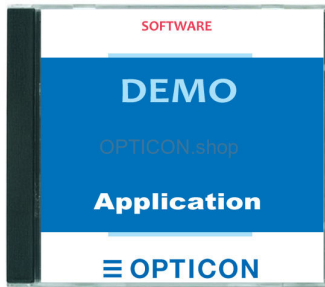 SOFTWARE
DEMO
OPTICON.shop
Application
OPTICON